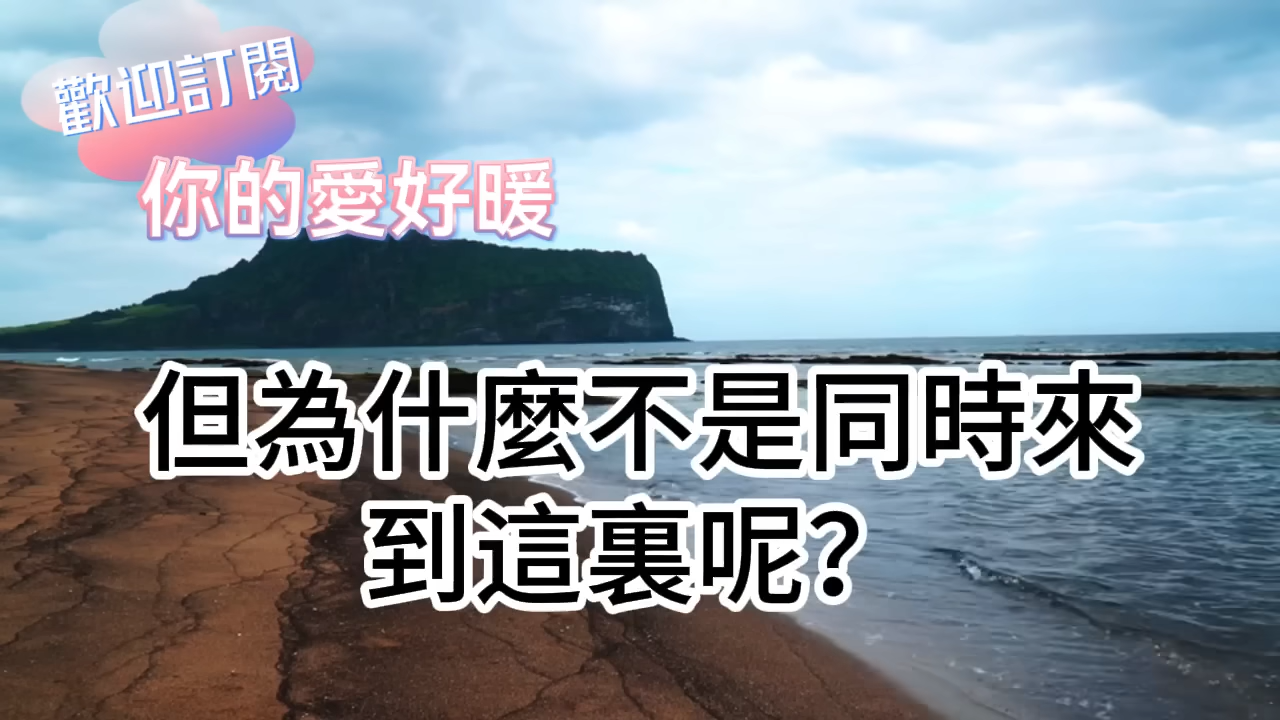 歡迎訂閱
你的愛好暖
但為什麼不是同時來
到這裏呢？